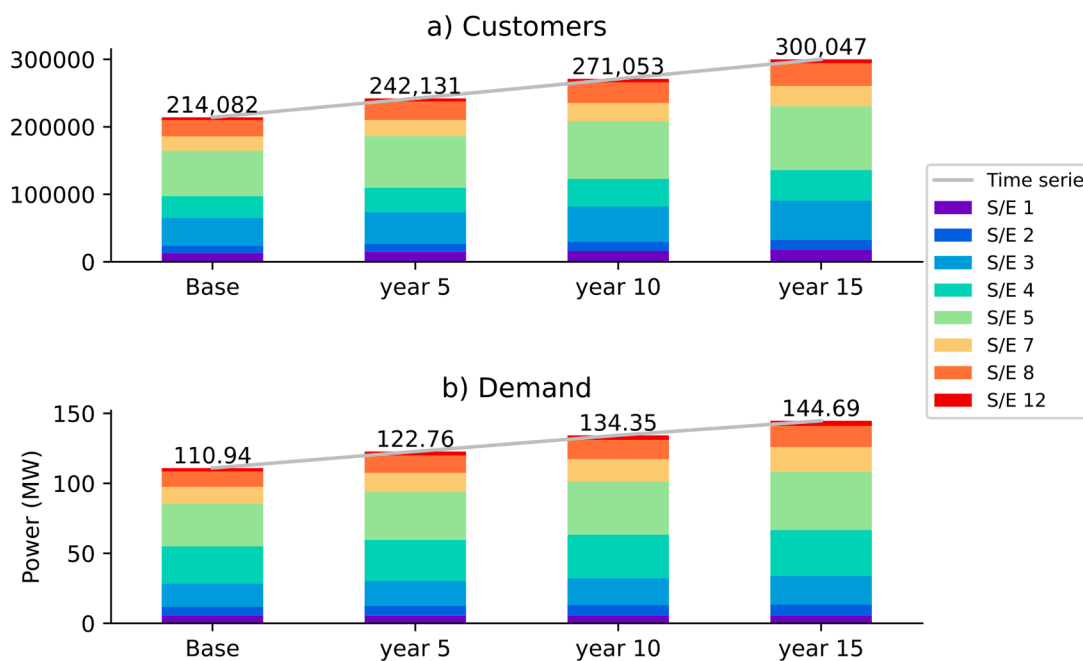 a) Customers
300000
200000
100000
0
214,082
242,131
271,053
300,047
Base
year 5
year 10
year 15
Time series
S/E 1
S/E 2
S/E 3
S/E 4
S/E 5
S/E 7
S/E 8
S/E 12
b) Demand
Power (MW)
150
100
50
0
110.94
122.76
134.35
144.69
Base
year 5
year 10
year 15